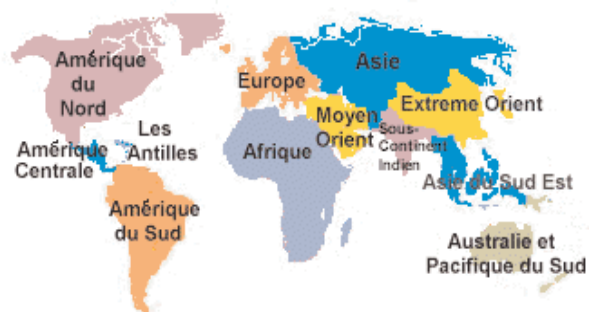 Amérique
du
Nord
Les
Antilles
Amérique
Centrale
Amérique
du Sud
Europe
Afrique
Moyen
Orient
Asie
Extreme Orient
Sous-
Continent
Indien
Asie du Sud Est
Australie et
Pacifique du Sud